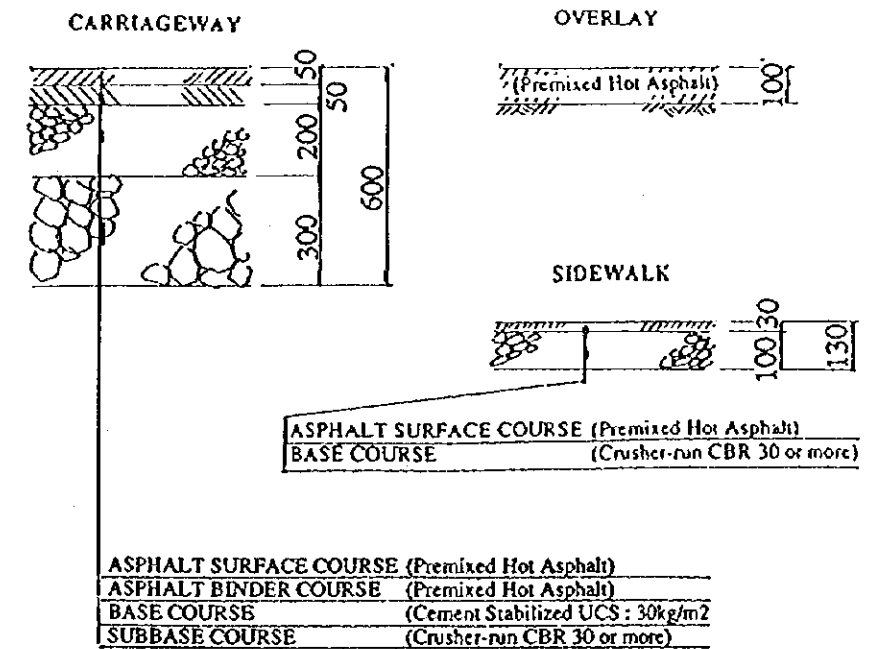 CARRIAGEWAY
50
50
200
300
600
OVERLAY
(Premixed Hot Asphalt)
100
SIDEWALK
30
100
130
ASPHALT SURFACE COURSE (Premixed Hot Asphalt)
BASE COURSE (Crusher-run CBR 30 or more)
ASPHALT SURFACE COURSE (Premixed Hot Asphalt)
ASPHALT BINDER COURSE (Premixed Hot Asphalt)
BASE COURSE (Cement Stabilized UCS : 30kg/m2
SUBBASE COURSE (Crusher-run CBR 30 or more)